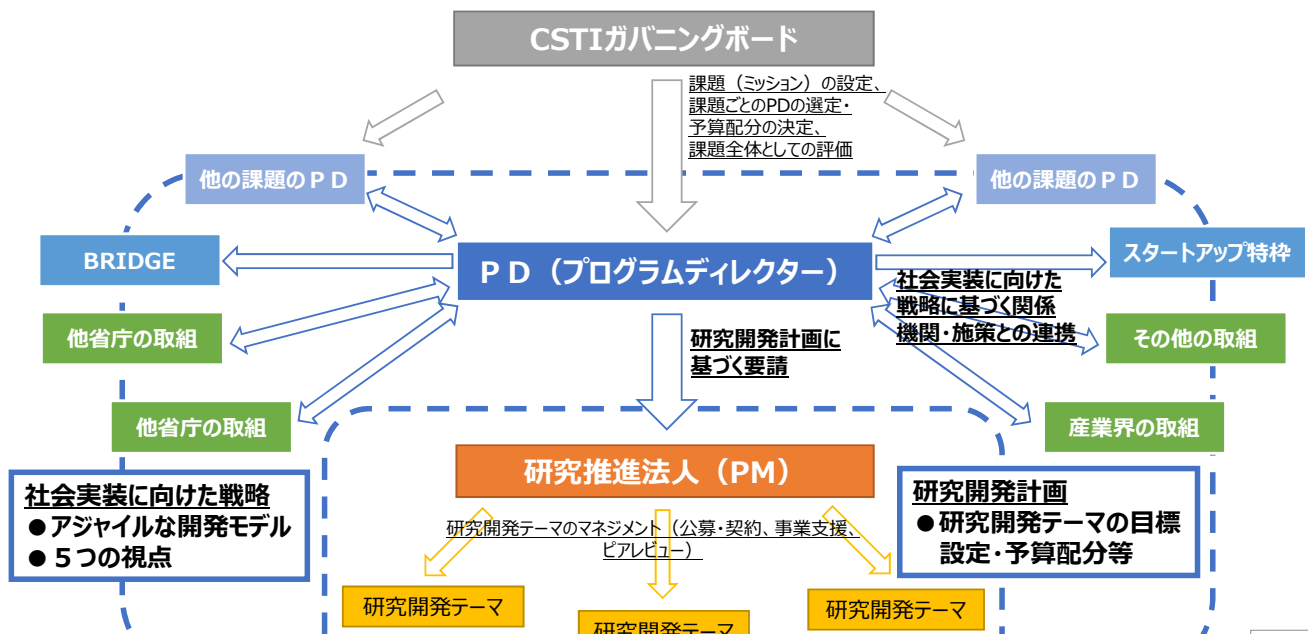 CSTIガバニングボード
課題（ミッション）の設定、
課題ごとのPDの選定・
予算配分の決定、
課題全体としての評価
他の課題のＰＤ
他の課題のＰＤ
BRIDGE
ＰＤ（プログラムディレクター）
スタートアップ特枠
社会実装に向けた
戦略に基づく関係
機関・施策との連携
他省庁の取組
研究開発計画に
基づく要請
その他の取組
他省庁の取組
産業界の取組
研究推進法人（PM）
社会実装に向けた戦略
●アジャイルな開発モデル
●５つの視点
研究開発計画
●研究開発テーマの目標
設定・予算配分等
研究開発テーマのマネジメント（公募・契約、事業支援、
ピアレビュー）
研究開発テーマ
研究開発テーマ
研究開発テーマ